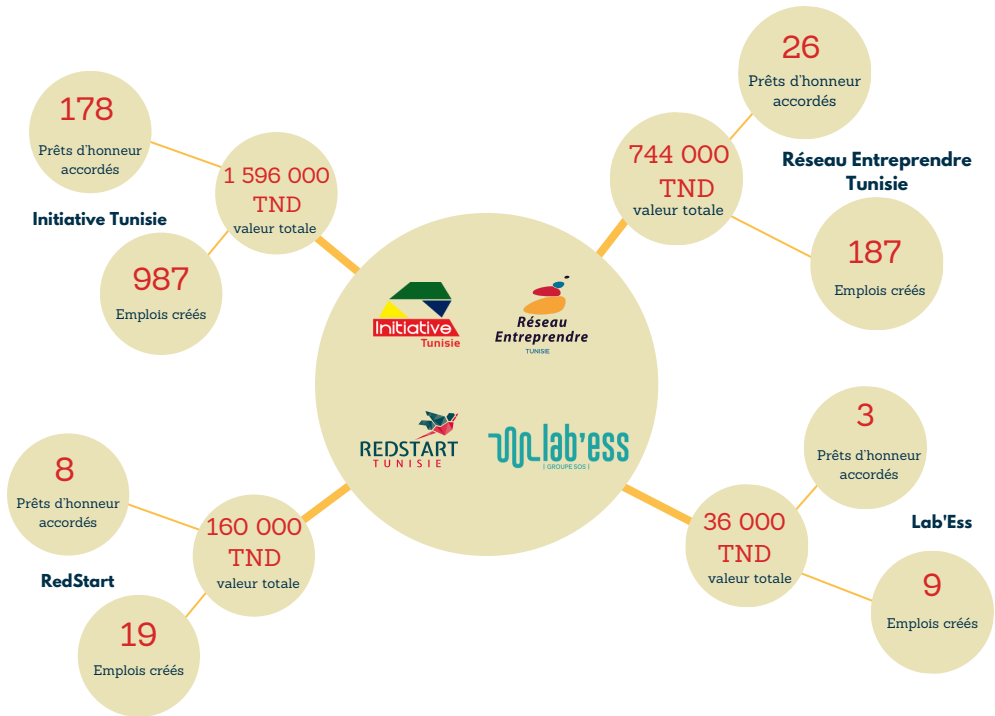 178
Prêts d'honneur
accordés
1 596 000
TND
valeur totale
Initiative Tunisie
987
Emplois créés
26
Prêts d'honneur
accordés
744 000
TND
valeur totale
Réseau Entreprendre
Tunisie
187
Emplois créés
Initiative
Tunisie
Réseau
Entreprendre
TUNISIE
REDSTART
TUNISIE
lab'ess
| GROUPE SOS |
8
Prêts d'honneur
accordés
160 000
TND
valeur totale
RedStart
19
Emplois créés
3
Prêts d'honneur
accordés
36 000
TND
valeur totale
Lab'Ess
9
Emplois créés